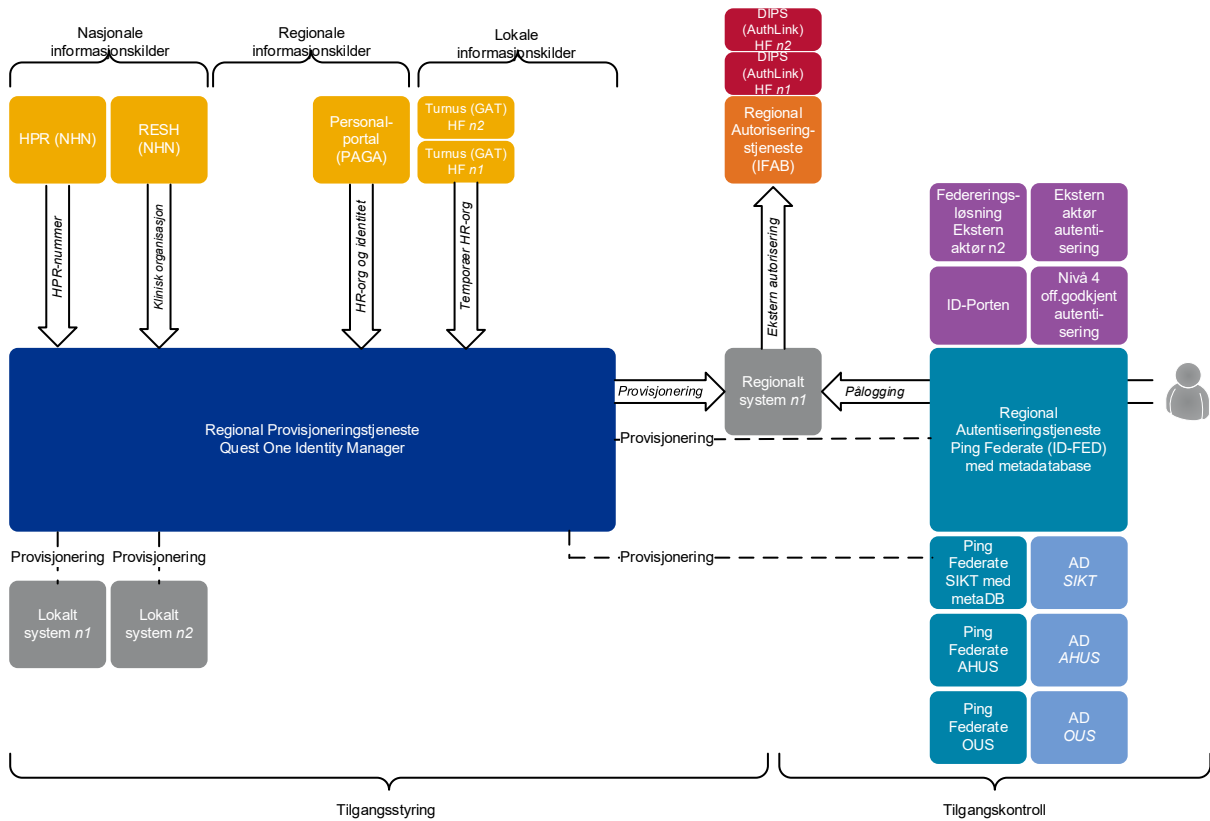 Nasjonale
informasjonskilder
Regionale
informasjonskilder
Lokale
informasjonskilder
HPR (NHN)
RESH
(NHN)
Personal-
portal
(PAGA)
Turnus (GAT)
HF n2
Turnus (GAT)
HF n1
DIPS
(AuthLink)
HF n2
DIPS
(AuthLink)
HF n1
Regional
Autorisering-
stjeneste
(IFAB)
HPR-nummer
Klinisk organisasjon
HR-org og identitet
Temporær HR-org
Ekstern autorisering
Federerings-
løsning
Ekstern
aktør n2
Ekstern
aktør
autenti-
sering
ID-Porten
Nivå 4
off.godkjent
autenti-
sering
Regional Provisjoneringstjeneste
Quest One Identity Manager
Provisjonering
Regionalt
system n1
Pålogging
Regional
Autentiseringstjeneste
Ping Federate (ID-FED)
med metadatabase
Provisjonering
Provisjonering
Provisjonering
Provisjonering
Lokalt
system n1
Lokalt
system n2
Ping
Federate
SIKT med
metaDB
AD
SIKT
Ping
Federate
AHUS
AD
AHUS
Ping
Federate
OUS
AD
OUS
Tilgangsstyring
Tilgangskontroll